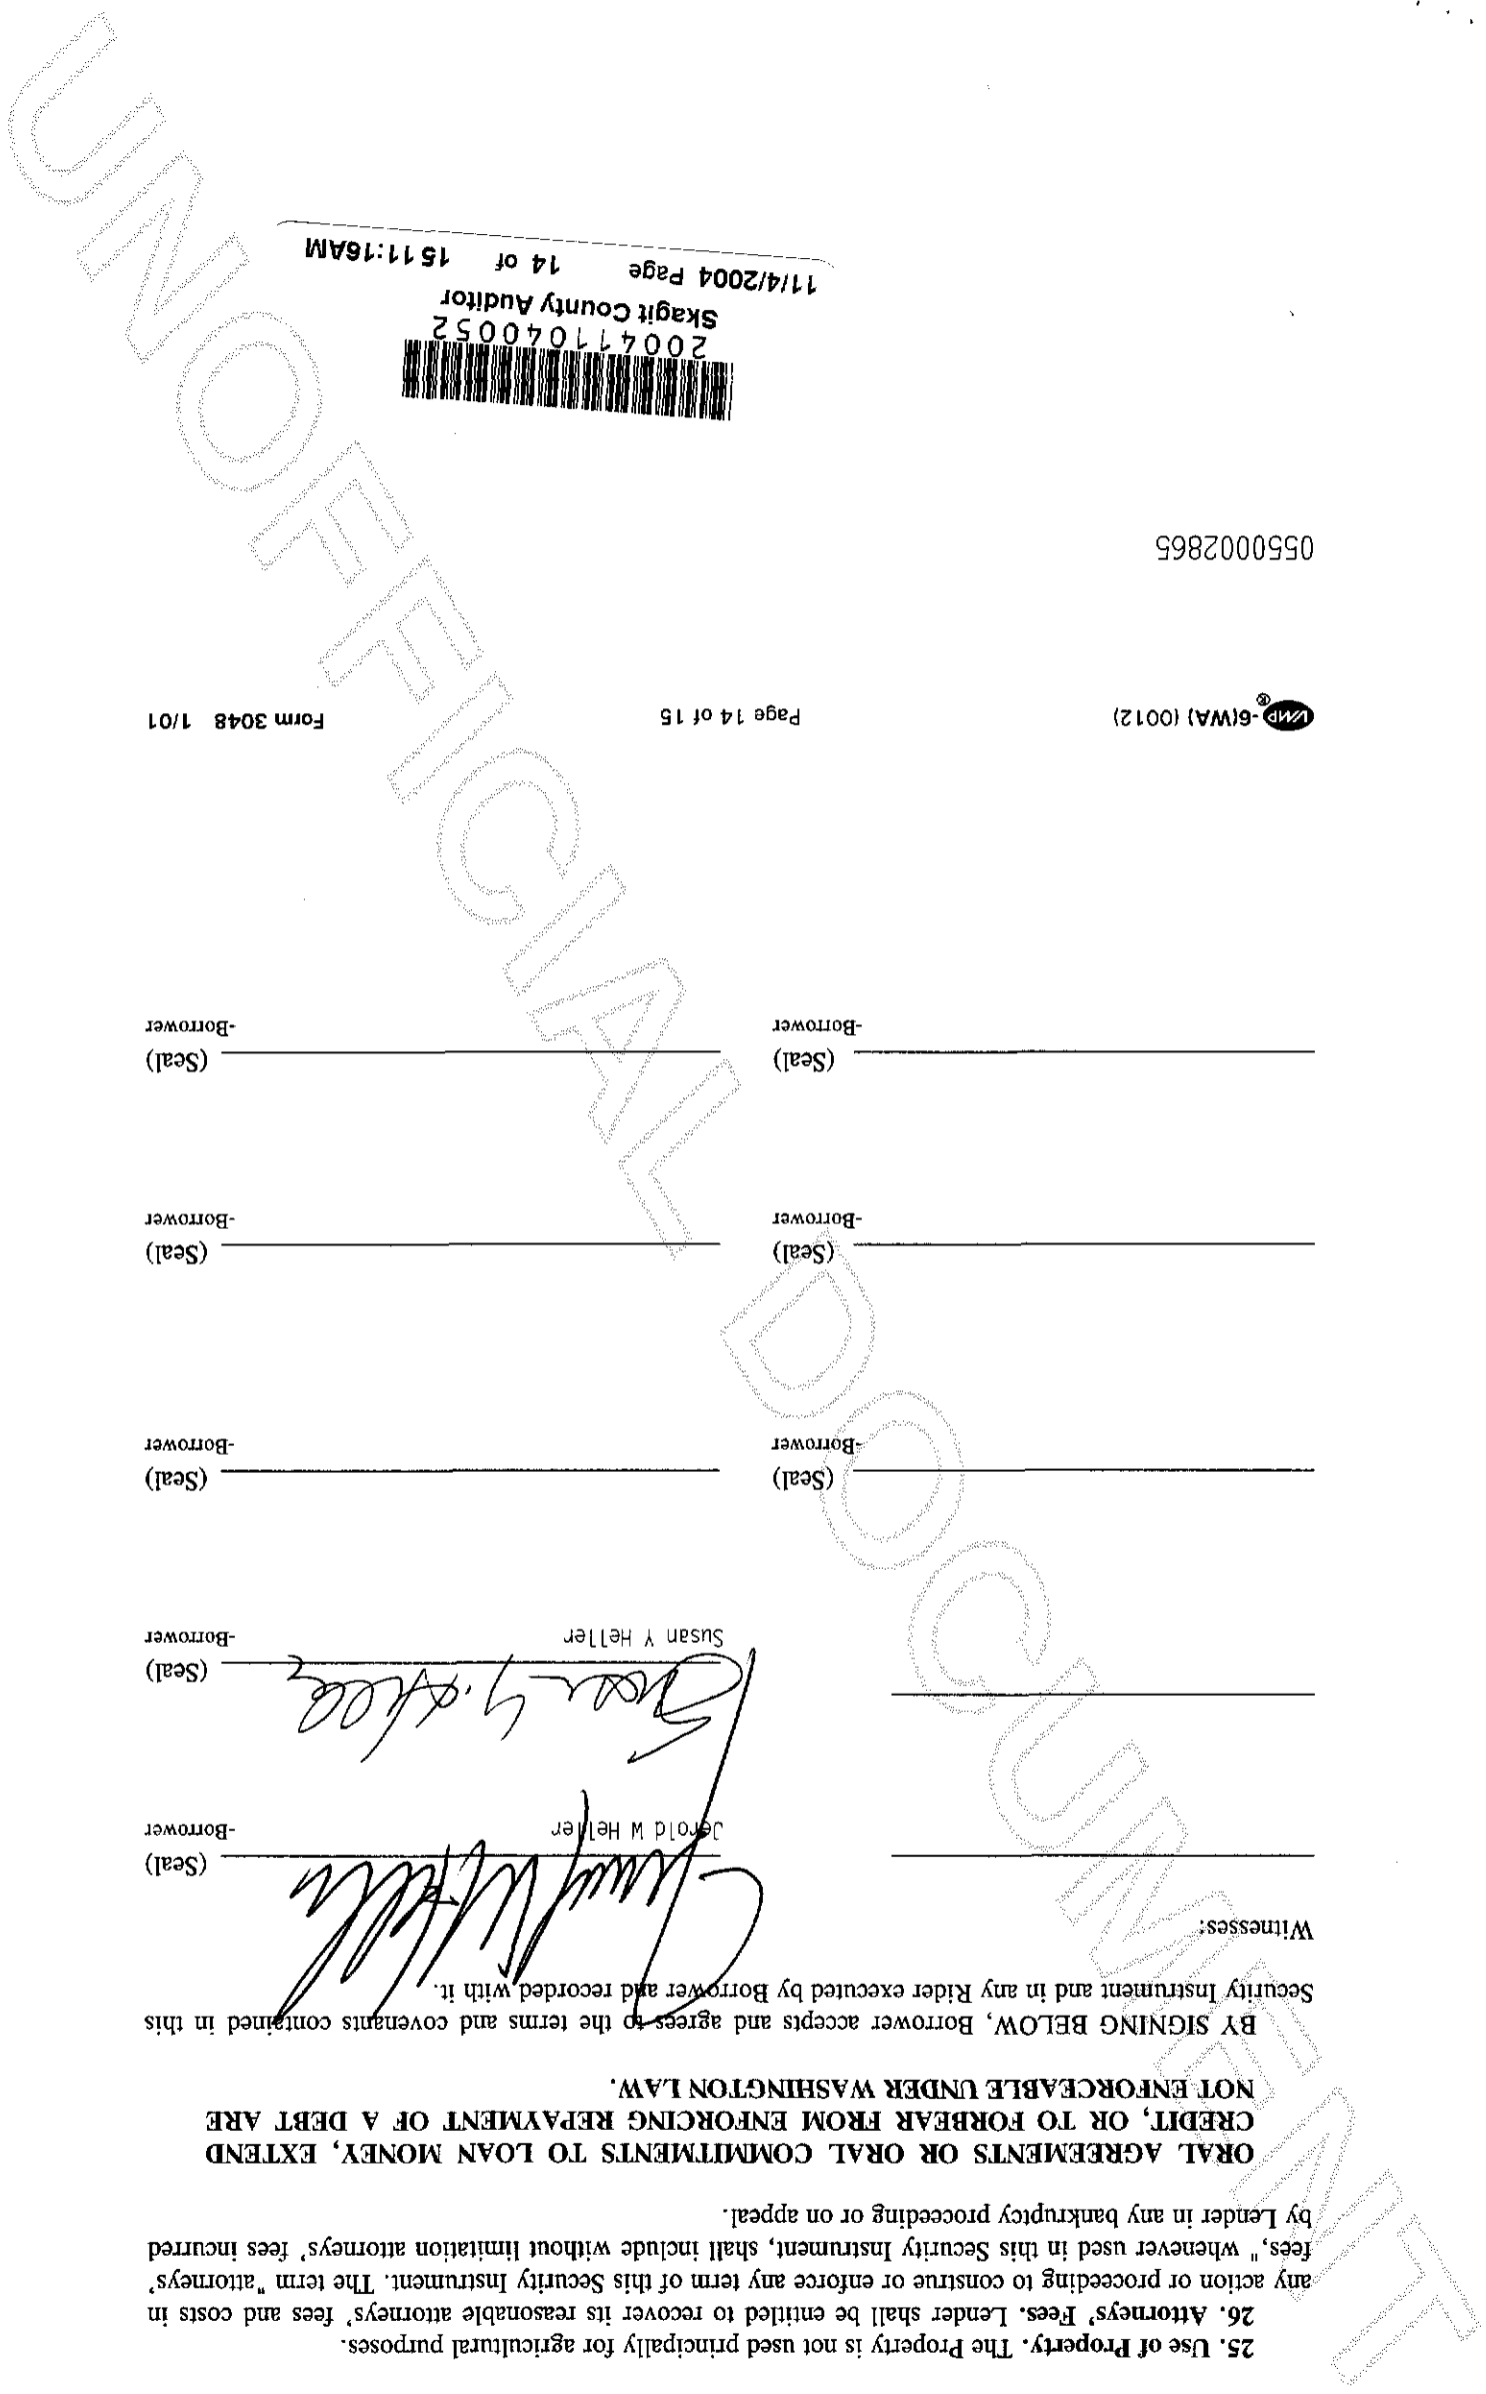 25. Use of Property. The Property is not used principally for agricultural purposes.
26. Attorneys' Fees. Lender shall be entitled to recover its reasonable attorneys' fees and costs in
any action or proceeding to construe or enforce any term of this Security Instrument. The term "attorneys'
fees," whenever used in this Security Instrument, shall include without limitation attorneys' fees incurred
by Lender in any bankruptcy proceeding or on appeal.
ORAL AGREEMENTS OR ORAL COMMITMENTS TO LOAN MONEY, EXTEND
CREDIT, OR TO FORBEAR FROM ENFORCING REPAYMENT OF A DEBT ARE
NOT ENFORCEABLE UNDER WASHINGTON LAW.
BY SIGNING BELOW, Borrower accepts and agrees to the terms and covenants contained in this
Security Instrument and in any Rider executed by Borrower and recorded with it.
Witnesses:
(Seal)
Jerold W Heller -Borrower
Susan Y. Heller (Seal)
Susan Y Heller -Borrower
(Seal) (Seal)
-Borrower -Borrower
(Seal) (Seal)
-Borrower -Borrower
(Seal) (Seal)
-Borrower -Borrower
VMP®-6(WA) (0012) Page 14 of 15 Form 3048 1/01
0550002865
200411040052
Skagit County Auditor
11/4/2004 Page 14 of 15 11:16AM
UNOFFICIAL DOCUMENT